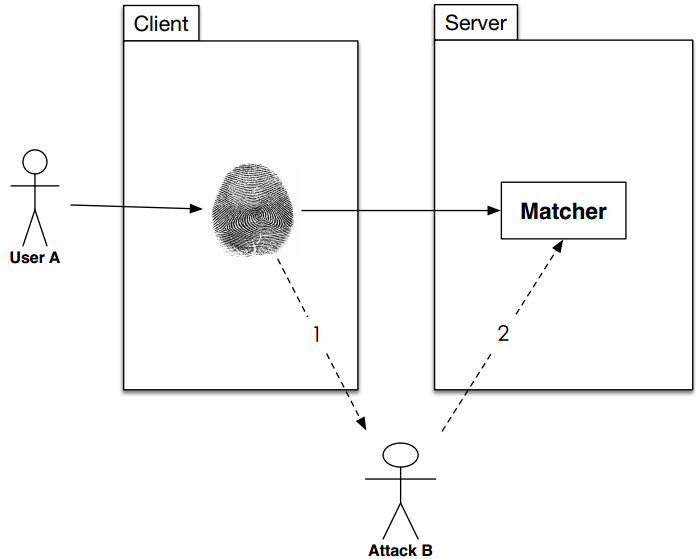 Client
Server
User A
Matcher
1
2
Attack B